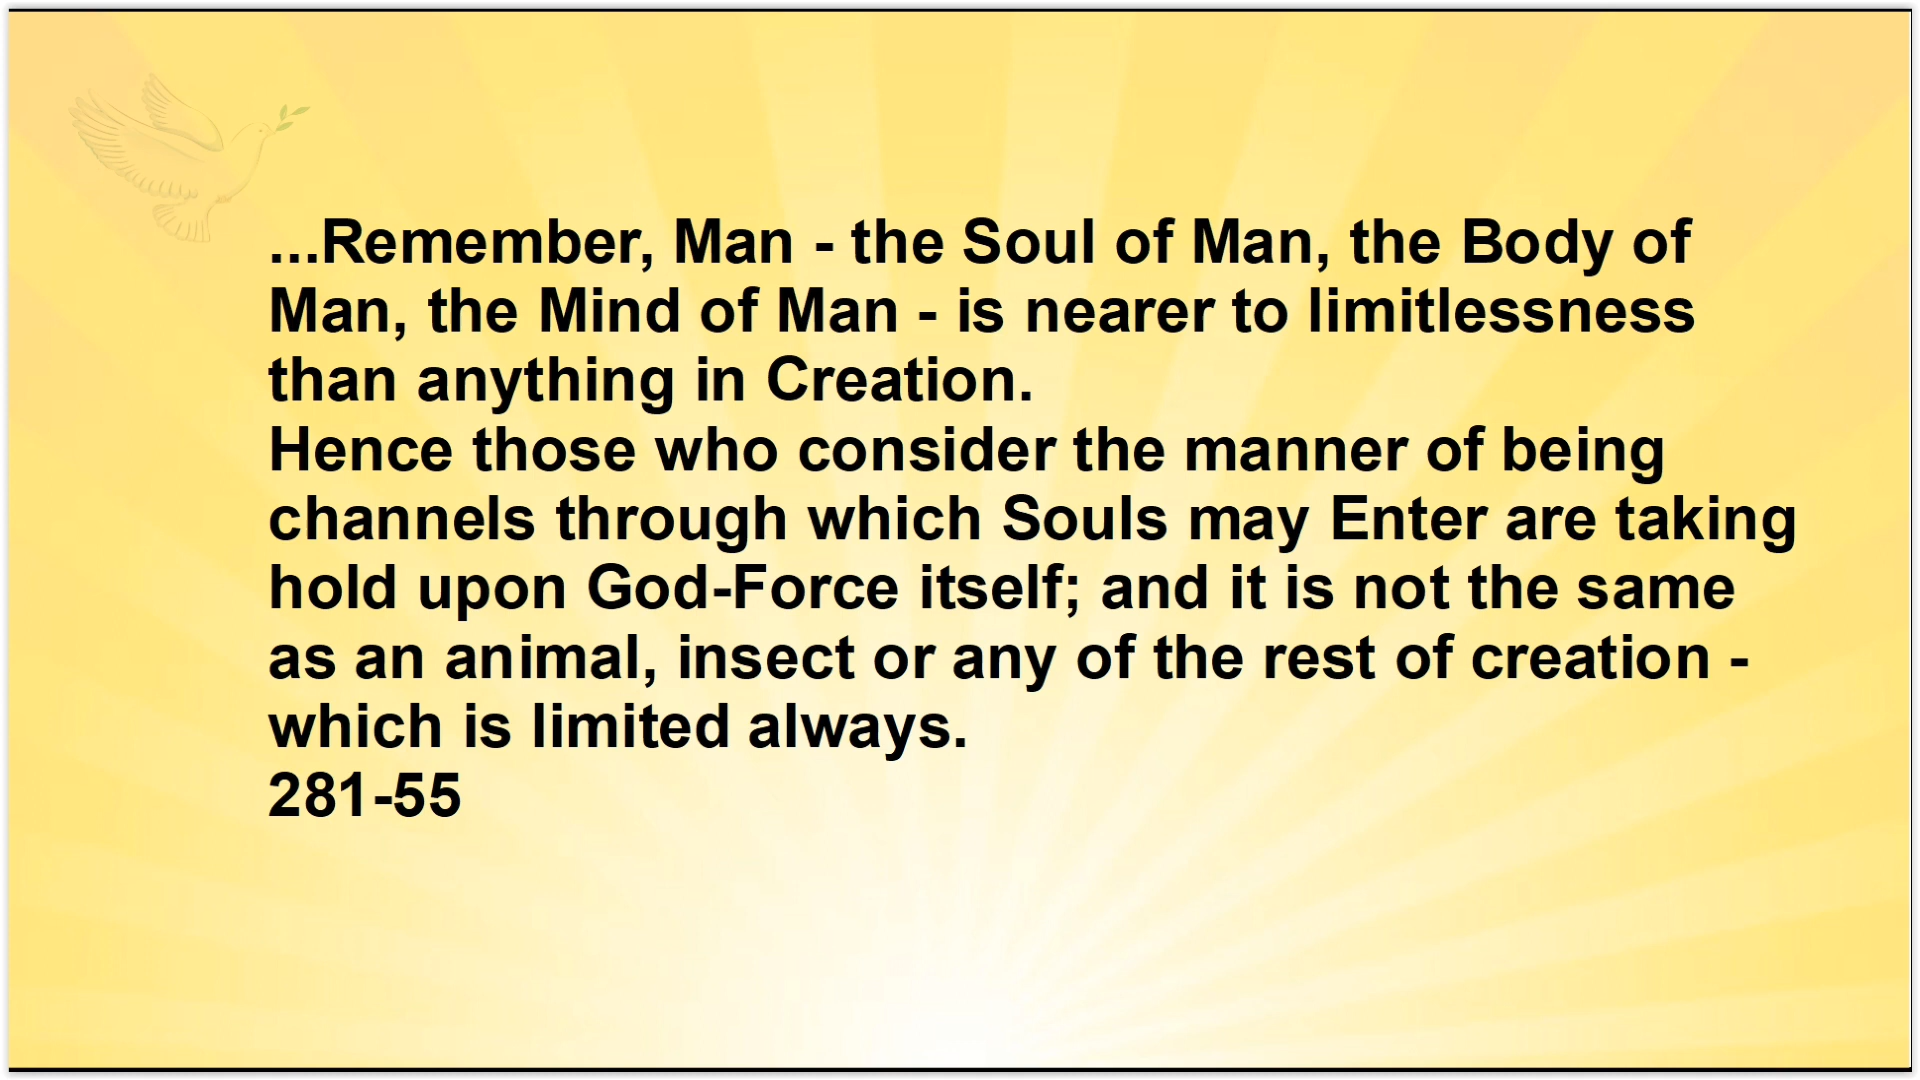 ...Remember, Man - the Soul of Man, the Body of
Man, the Mind of Man - is nearer to limitlessness
than anything in Creation.
Hence those who consider the manner of being
channels through which Souls may Enter are taking
hold upon God-Force itself; and it is not the same
as an animal, insect or any of the rest of creation -
which is limited always.
281-55